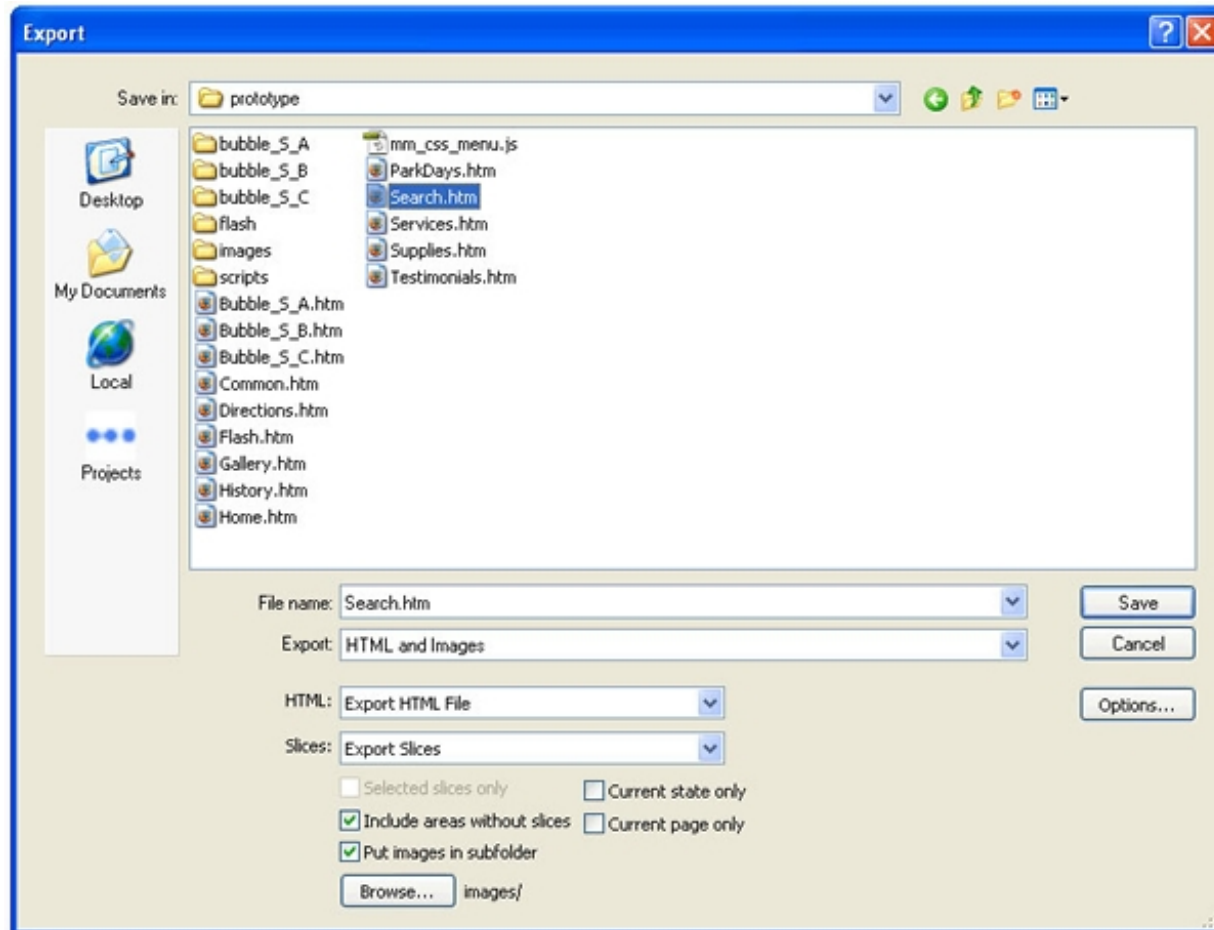 Export
Save in: prototype
Desktop
My Documents
Local
Projects
bubble_S_A
bubble_S_B
bubble_S_C
flash
images
scripts
Bubble_S_A.htm
Bubble_S_B.htm
Bubble_S_C.htm
Common.htm
Directions.htm
Flash.htm
Gallery.htm
History.htm
Home.htm
mm_css_menu.js
ParkDays.htm
Search.htm
Services.htm
Supplies.htm
Testimonials.htm
File name: Search.htm
Save
Export: HTML and Images
Cancel
HTML: Export HTML File
Options...
Slices: Export Slices
Selected slices only
Current state only
Include areas without slices
Current page only
Put images in subfolder
Browse... images/